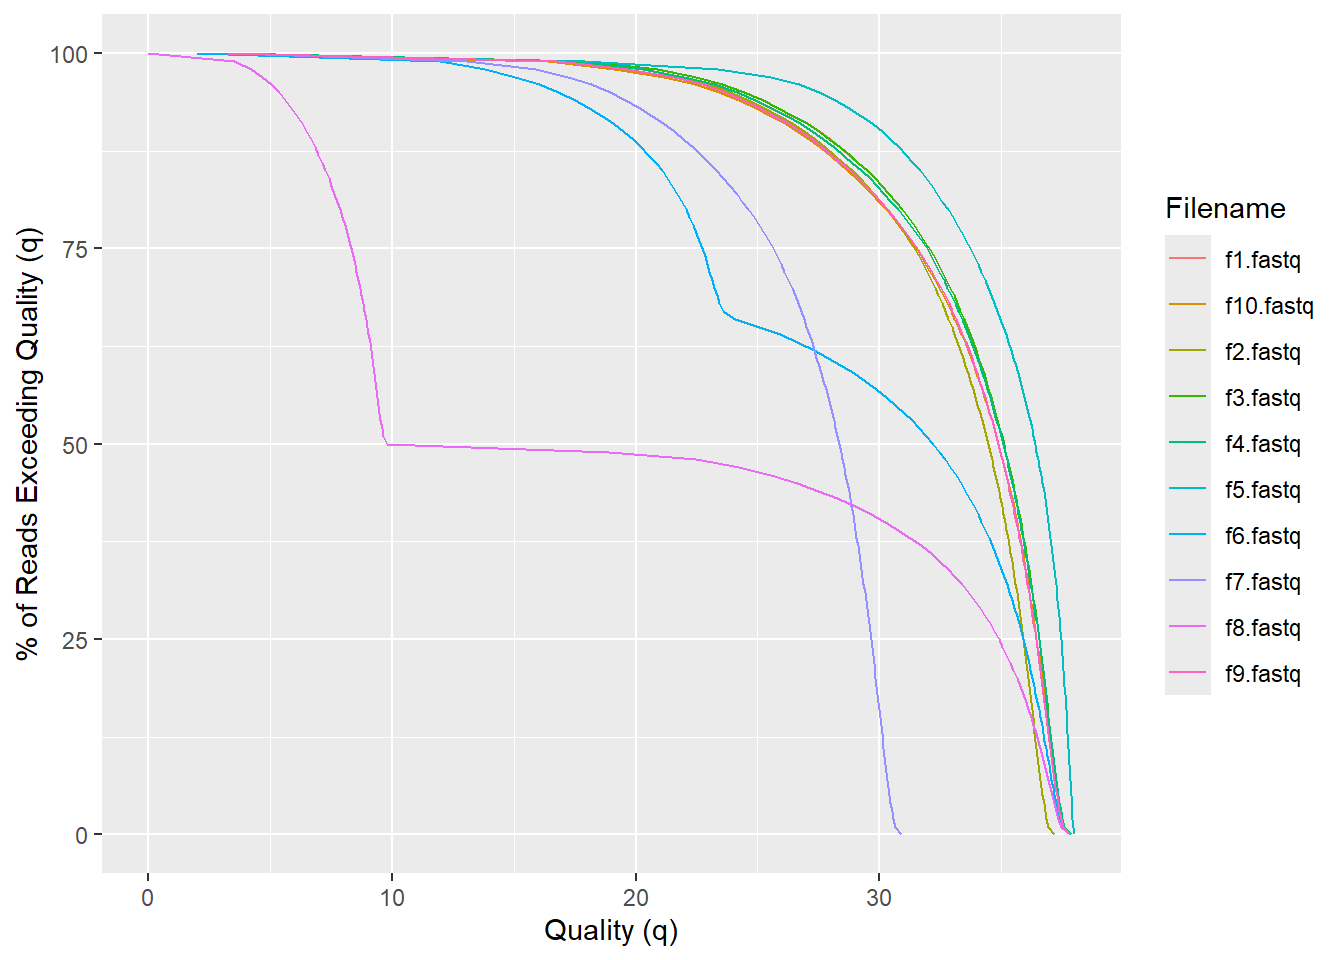 100
75
50
25
0
% of Reads Exceeding Quality (q)
0 10 20 30
Quality (q)
Filename
f1.fastq
f10.fastq
f2.fastq
f3.fastq
f4.fastq
f5.fastq
f6.fastq
f7.fastq
f8.fastq
f9.fastq